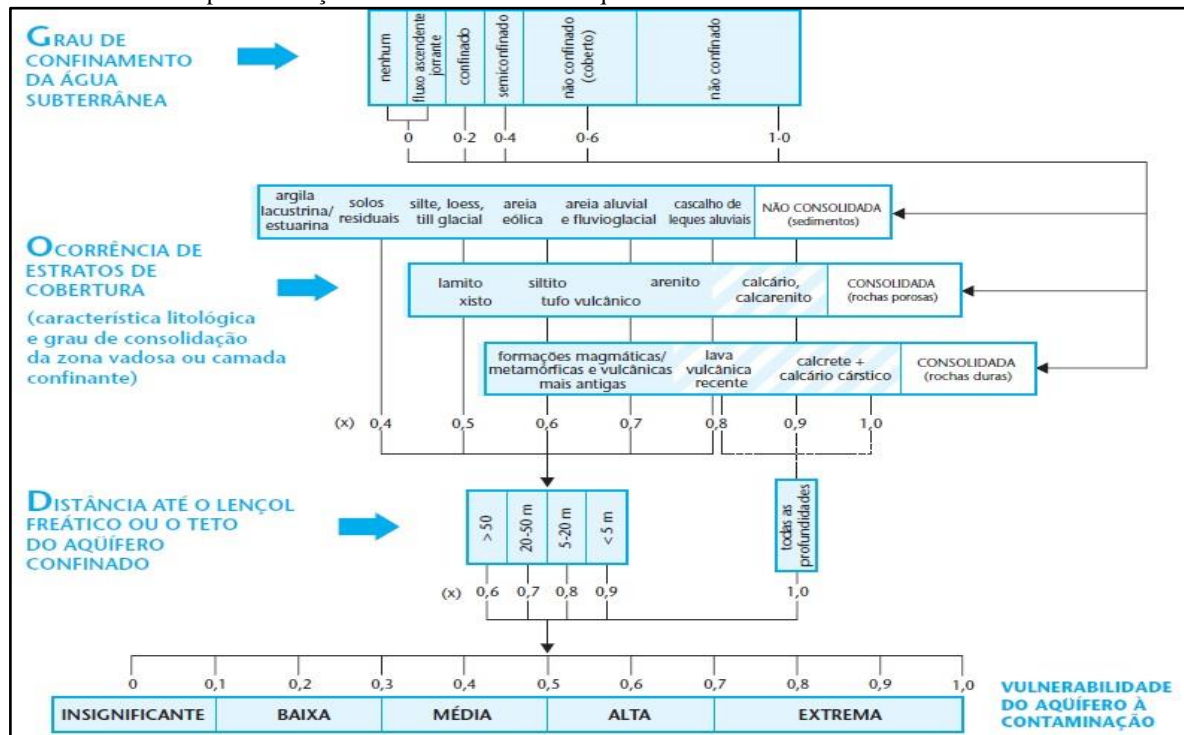 GRAU DE
CONFINAMENTO
DA ÁGUA
SUBTERRÂNEA
nenhum
fluxo ascendente
jorrante
confinado
semiconfinado
não confinado
(coberto)
não confinado
0
0-2
0-4
0-6
1-0
argila
lacustrina/
estuarina
solos
residuais
silte, loess,
till glacial
areia
eólica
areia aluvial
e fluvioglacial
cascalho de
leques aluviais
NÃO CONSOLIDADA
(sedimentos)
OCORRÊNCIA DE
ESTRATOS DE
COBERTURA
(característica litológica
e grau de consolidação
da zona vadosa ou camada
confinante)
lamito
xisto
siltito
tufo vulcânico
arenito
calcário,
calcarenito
CONSOLIDADA
(rochas porosas)
formações magmáticas/
metamórficas e vulcânicas
mais antigas
lava
vulcânica
recente
calcrete +
calcário cárstico
CONSOLIDADA
(rochas duras)
(x) 0,4 0,5 0,6 0,7 0,8 0,9 1,0
DISTÂNCIA ATÉ O LENÇOL
FREÁTICO OU O TETO
DO AQÜÍFERO
CONFINADO
> 50
20-50 m
5-20 m
< 5 m
todas as
profundidades
(x) 0,6 0,7 0,8 0,9 1,0
0 0,1 0,2 0,3 0,4 0,5 0,6 0,7 0,8 0,9 1,0
INSIGNIFICANTE BAIXA MÉDIA ALTA EXTREMA
VULNERABILIDADE
DO AQÜÍFERO À
CONTAMINAÇÃO